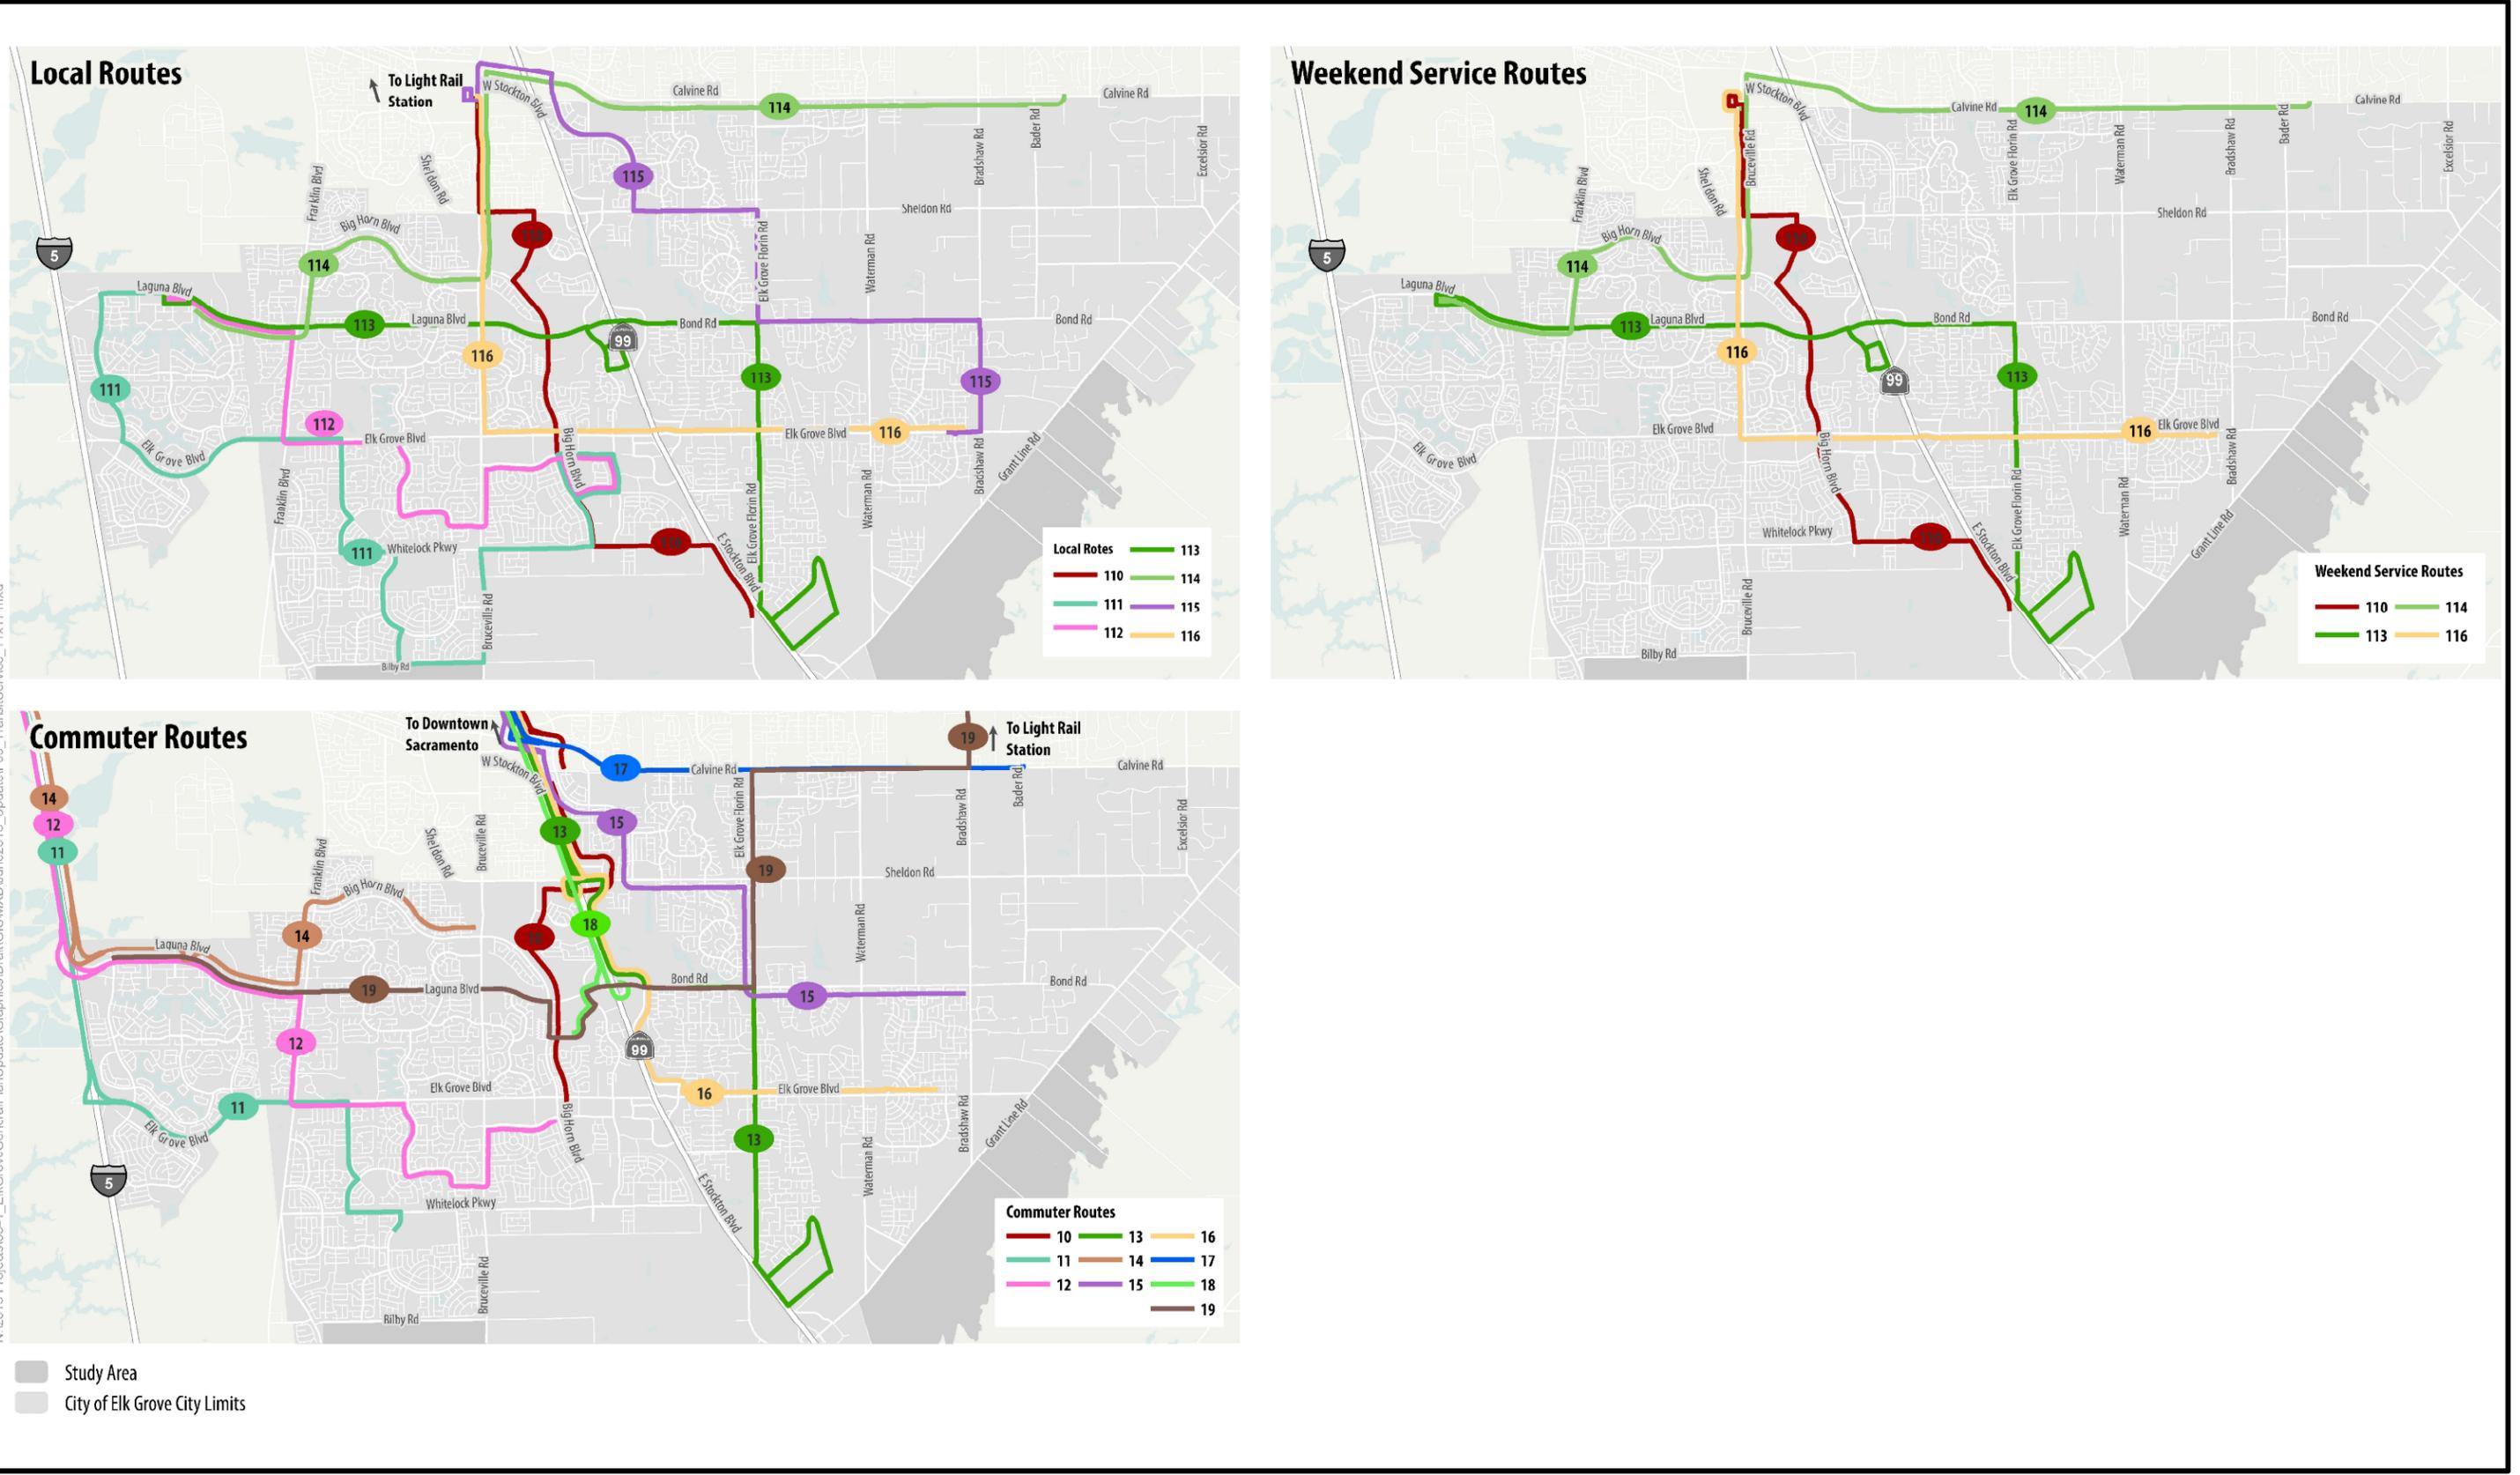 Local Routes
To Light Rail
Station
W Stockton Blvd
Calvine Rd
114
Calvine Rd
Bader Rd
Bradshaw Rd
Excelsior Rd
Sheldon Rd
Franklin Blvd
115
Big Horn Blvd
Sheldon Rd
110
Elk Grove Florin Rd
Waterman Rd
5
114
Laguna Blvd
113
Laguna Blvd
Bond Rd
Bond Rd
99
116
111
113
115
112
Elk Grove Blvd
Elk Grove Blvd
116
Elk Grove Blvd
Big Horn Blvd
Bradshaw Rd
Grant Line Rd
Franklin Blvd
Elk Grove Florin Rd
Waterman Rd
111
Whitelock Pkwy
110
E Stockton Blvd
Bruceville Rd
Bilby Rd
Local Rotes
110
111
112
113
114
115
116
Weekend Service Routes
W Stockton Blvd
Calvine Rd
114
Calvine Rd
Bruceville Rd
Elk Grove Florin Rd
Waterman Rd
Bradshaw Rd
Bader Rd
Excelsior Rd
Franklin Blvd
Sheldon Rd
Sheldon Rd
Big Horn Blvd
110
5
114
Laguna Blvd
113
Laguna Blvd
Bond Rd
Bond Rd
116
99
113
Elk Grove Blvd
Elk Grove Blvd
116
Elk Grove Blvd
Big Horn Blvd
Bradshaw Rd
Elk Grove Florin Rd
Waterman Rd
Grant Line Rd
Whitelock Pkwy
110
E Stockton Blvd
Bruceville Rd
Bilby Rd
Weekend Service Routes
110
113
114
116
Commuter Routes
To Downtown
Sacramento
19
To Light Rail
Station
W Stockton Blvd
17
Calvine Rd
Calvine Rd
Bader Rd
14
12
11
13
15
Elk Grove Florin Rd
Bradshaw Rd
Excelsior Rd
Franklin Blvd
Sheldon Rd
Bruceville Rd
19
Sheldon Rd
Big Horn Blvd
14
10
18
Waterman Rd
Laguna Blvd
19
Laguna Blvd
Bond Rd
Bond Rd
15
12
99
Elk Grove Blvd
16
Elk Grove Blvd
11
Elk Grove Blvd
Big Horn Blvd
13
Bradshaw Rd
Grant Line Rd
Waterman Rd
5
Whitelock Pkwy
E Stockton Blvd
Bruceville Rd
Bilby Rd
Commuter Routes
10
11
12
13
14
15
16
17
18
19
Study Area
City of Elk Grove City Limits